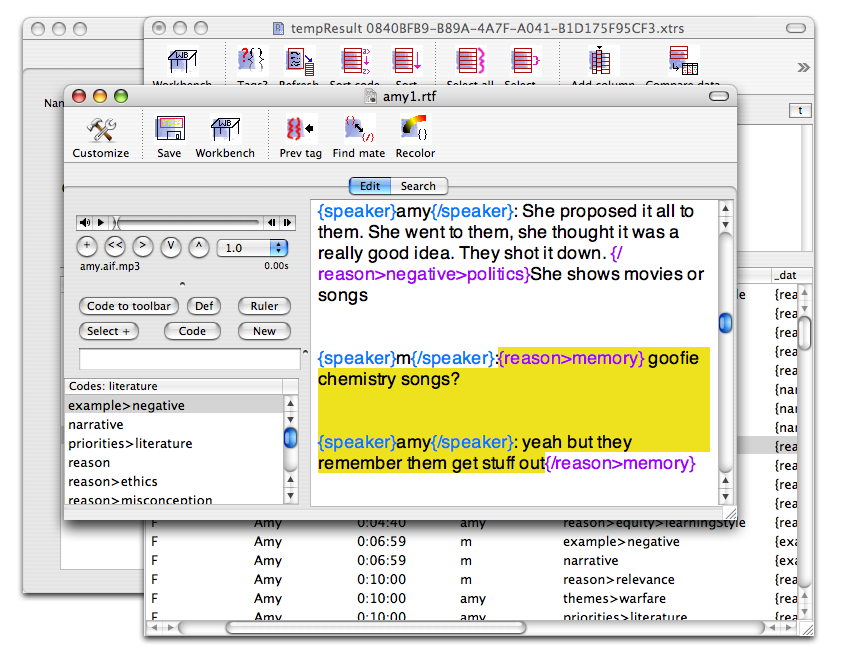 tempResult 0840BFB9-B89A-4A7F-A041-B1D175F95CF3.xtrs
Workbench Tags? Refresh Sort code Sort Select all Select Add column Compare data
Nan
t
amy1.rtf
Customize Save Workbench Prev tag Find mate Recolor
Edit Search
1.0
amy.aif.mp3 0.00s
Code to toolbar Def Ruler
Select + Code New
Codes: literature
example>negative
narrative
priorities>literature
reason
reason>ethics
reason>misconception
{speaker}amy{/speaker}: She proposed it all to
them. She went to them, she thought it was a
really good idea. They shot it down. {/
reason>negative>politics}She shows movies or
songs
{speaker}m{/speaker}:{reason>memory} goofie
chemistry songs?
{speaker}amy{/speaker}: yeah but they
remember them get stuff out{/reason>memory}
_dat
{rea
{rea
{rea
{rea
{rea
{nar
{nar
{nar
{rea
{rea
{rea
{rea
F Amy 0:04:40 amy reason>equity>learningStyle {rea
F Amy 0:06:59 m example>negative {exa
F Amy 0:06:59 m narrative {exa
F Amy 0:10:00 m reason>relevance {rea
F Amy 0:10:00 amy themes>warfare {rea
F Amy 0:10:00 amy priorities>literature {rea